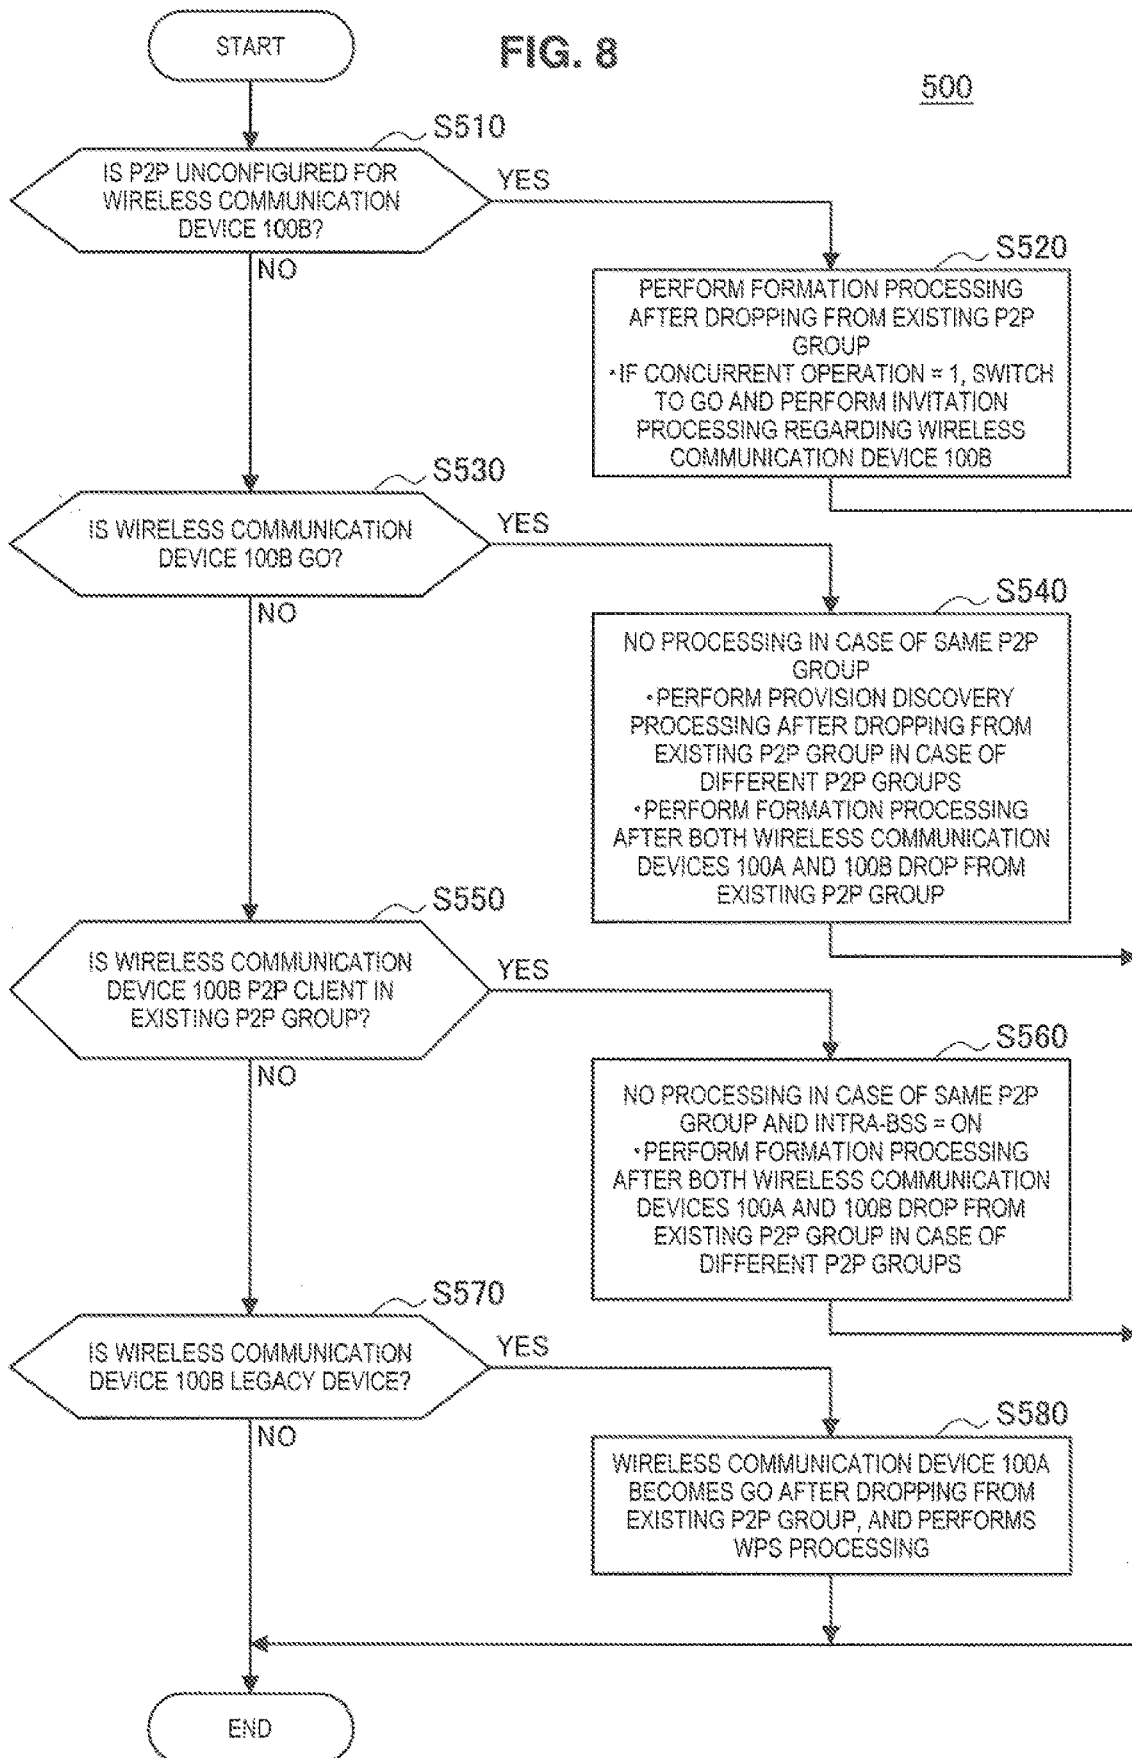 START
FIG. 8
500
S510
IS P2P UNCONFIGURED FOR
WIRELESS COMMUNICATION
DEVICE 100B?
YES
NO
S520
PERFORM FORMATION PROCESSING
AFTER DROPPING FROM EXISTING P2P
GROUP
•IF CONCURRENT OPERATION = 1, SWITCH
TO GO AND PERFORM INVITATION
PROCESSING REGARDING WIRELESS
COMMUNICATION DEVICE 100B
S530
IS WIRELESS COMMUNICATION
DEVICE 100B GO?
YES
NO
S540
NO PROCESSING IN CASE OF SAME P2P
GROUP
•PERFORM PROVISION DISCOVERY
PROCESSING AFTER DROPPING FROM
EXISTING P2P GROUP IN CASE OF
DIFFERENT P2P GROUPS
•PERFORM FORMATION PROCESSING
AFTER BOTH WIRELESS COMMUNICATION
DEVICES 100A AND 100B DROP FROM
EXISTING P2P GROUP
S550
IS WIRELESS COMMUNICATION
DEVICE 100B P2P CLIENT IN
EXISTING P2P GROUP?
YES
NO
S560
NO PROCESSING IN CASE OF SAME P2P
GROUP AND INTRA-BSS = ON
•PERFORM FORMATION PROCESSING
AFTER BOTH WIRELESS COMMUNICATION
DEVICES 100A AND 100B DROP FROM
EXISTING P2P GROUP IN CASE OF
DIFFERENT P2P GROUPS
S570
IS WIRELESS COMMUNICATION
DEVICE 100B LEGACY DEVICE?
YES
NO
S580
WIRELESS COMMUNICATION DEVICE 100A
BECOMES GO AFTER DROPPING FROM
EXISTING P2P GROUP, AND PERFORMS
WPS PROCESSING
END